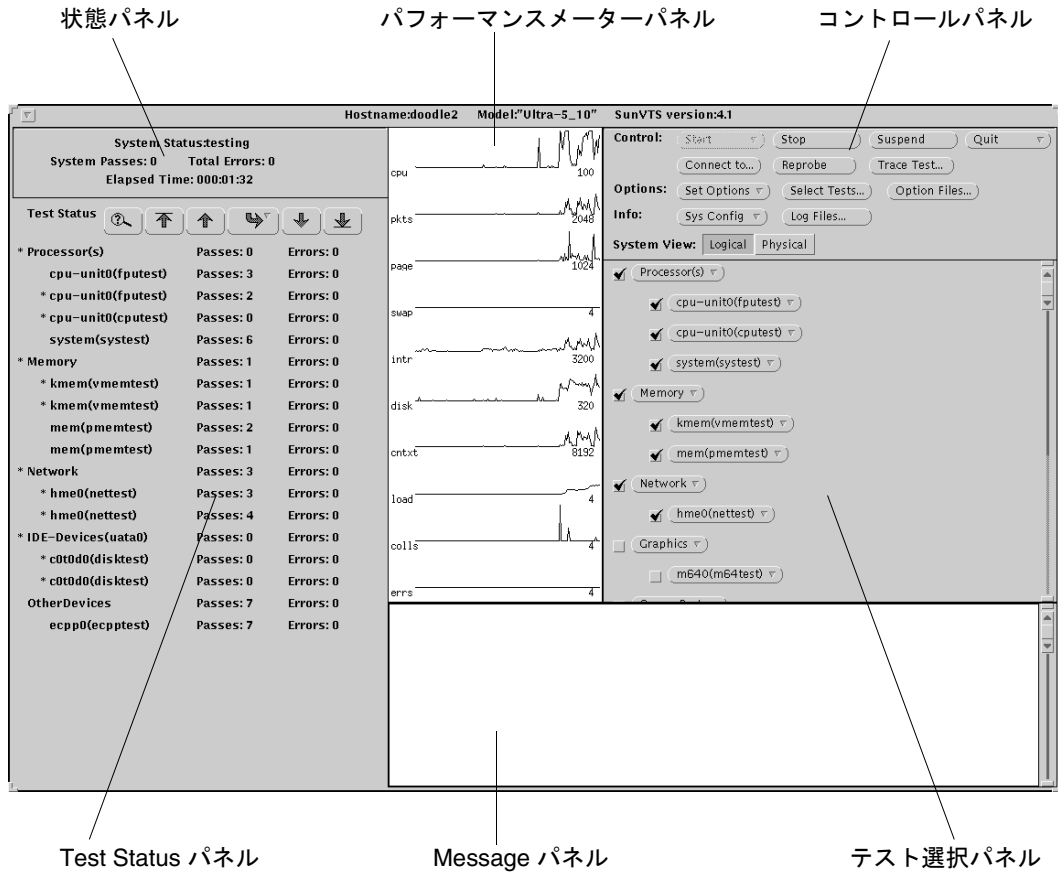 状態パネル
パフォーマンスメーターパネル
コントロールパネル
Hostname:doodle2 Model:"Ultra-5_10" SunVTS version:4.1
System Status:testing
System Passes: 0 Total Errors: 0
Elapsed Time: 000:01:32
Test Status
* Processor(s) Passes: 0 Errors: 0
cpu-unit0(fputest) Passes: 3 Errors: 0
* cpu-unit0(fputest) Passes: 2 Errors: 0
* cpu-unit0(cputest) Passes: 0 Errors: 0
system(systest) Passes: 6 Errors: 0
* Memory Passes: 1 Errors: 0
* kmem(vmemtest) Passes: 1 Errors: 0
* kmem(vmemtest) Passes: 1 Errors: 0
mem(pmemtest) Passes: 2 Errors: 0
mem(pmemtest) Passes: 1 Errors: 0
* Network Passes: 3 Errors: 0
* hme0(nettest) Passes: 3 Errors: 0
* hme0(nettest) Passes: 4 Errors: 0
* IDE-Devices(uata0) Passes: 0 Errors: 0
* c0t0d0(disktest) Passes: 0 Errors: 0
* c0t0d0(disktest) Passes: 0 Errors: 0
OtherDevices Passes: 7 Errors: 0
ecpp0(ecpptest) Passes: 7 Errors: 0
cpu 100
pkts 2048
page 1024
swap 4
intr 3200
disk 320
cntxt 8192
load 4
colls 4
errs 4
Control: Start Stop Suspend Quit
Connect to... Reprobe Trace Test...
Options: Set Options Select Tests... Option Files...
Info: Sys Config Log Files...
System View: Logical Physical
Processor(s)
cpu-unit0(fputest)
cpu-unit0(cputest)
system(systest)
Memory
kmem(vmemtest)
mem(pmemtest)
Network
hme0(nettest)
Graphics
m640(m64test)
Test Status パネル
Message パネル
テスト選択パネル